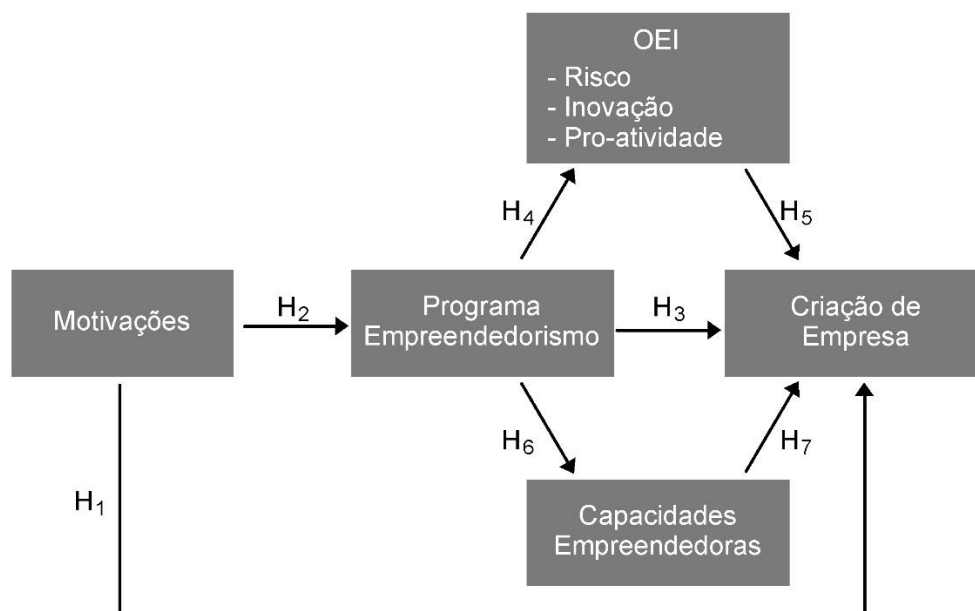 OEI
- Risco
- Inovação
- Pro-atividade
H4
H5
Motivações
H2
Programa
Empreendedorismo
H3
Criação de
Empresa
H6
H7
H1
Capacidades
Empreendedoras